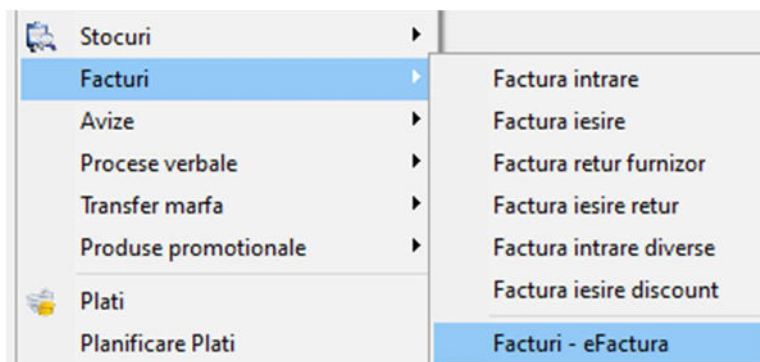 Stocuri
Facturi
Avize
Procese verbale
Transfer marfa
Produse promotionale
Plati
Planificare Plati
Factura intrare
Factura iesire
Factura retur furnizor
Factura iesire retur
Factura intrare diverse
Factura iesire discount
Facturi - eFactura